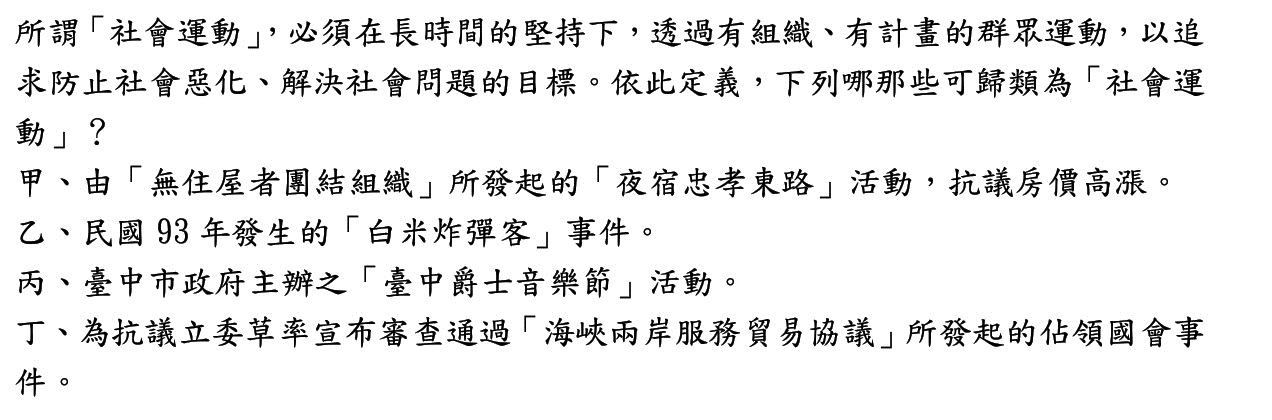 所謂「社會運動」，必須在長時間的堅持下，透過有組織、有計畫的群眾運動，以追
求防止社會惡化、解決社會問題的目標。依此定義，下列哪那些可歸類為「社會運
動」？
甲、由「無住屋者團結組織」所發起的「夜宿忠孝東路」活動，抗議房價高漲。
乙、民國 93 年發生的「白米炸彈客」事件。
丙、臺中市政府主辦之「臺中爵士音樂節」活動。
丁、為抗議立委草率宣布審查通過「海峽兩岸服務貿易協議」所發起的佔領國會事
件。